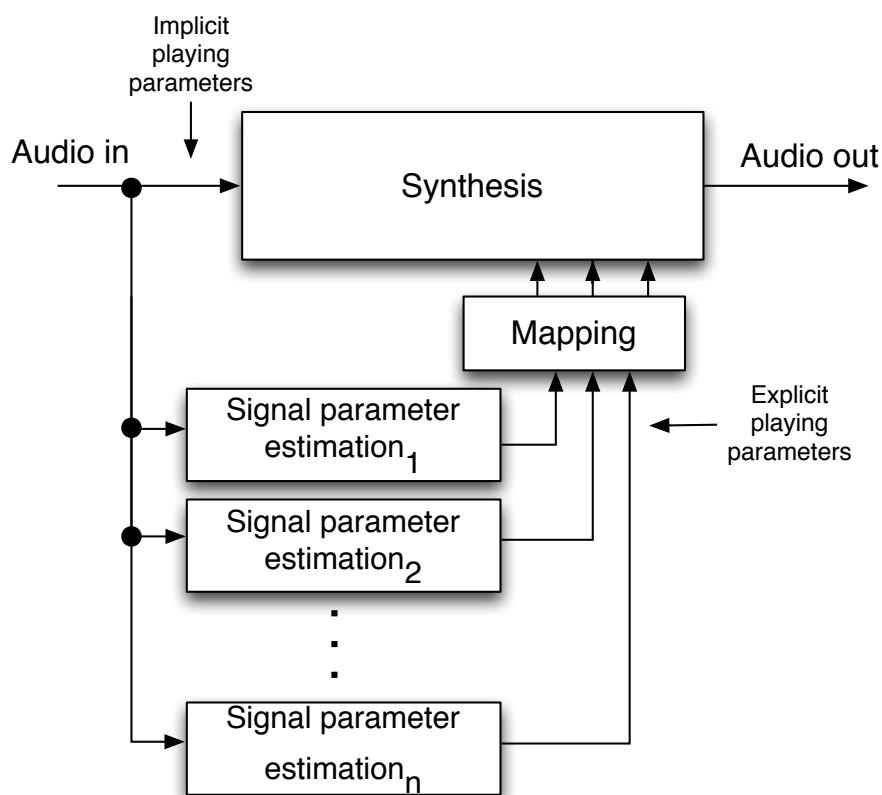 Implicit
playing
parameters
Audio in
Synthesis
Audio out
Mapping
Signal parameter
estimation1
Explicit
playing
parameters
Signal parameter
estimation2
Signal parameter
estimationn